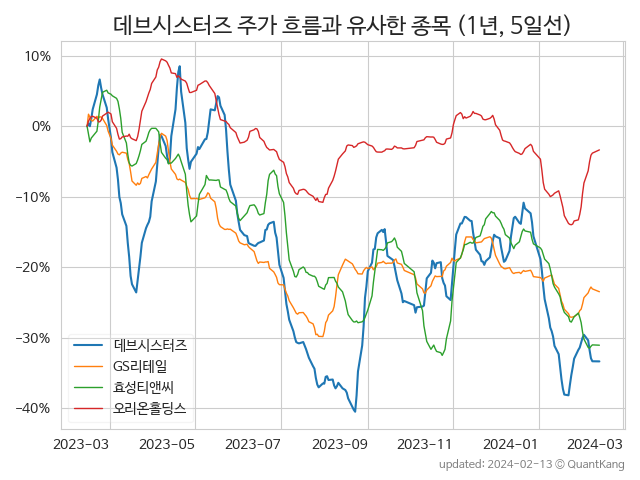 데브시스터즈 주가 흐름과 유사한 종목 (1년, 5일선)
10%
0%
−10%
−20%
−30%
−40%
데브시스터즈
GS리테일
효성티앤씨
오리온홀딩스
2023-03
2023-05
2023-07
2023-09
2023-11
2024-01
2024-03
updated: 2024-02-13 © QuantKang